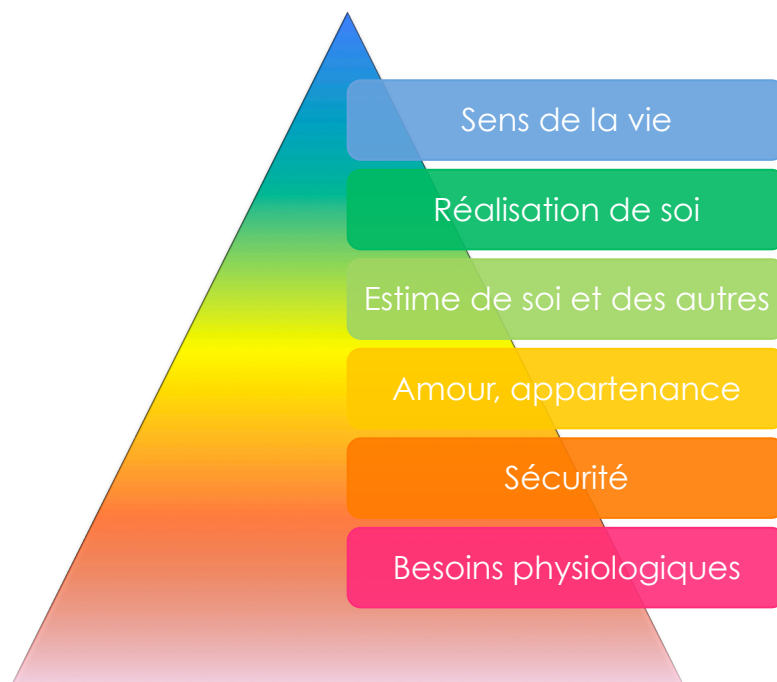 Sens de la vie
Réalisation de soi
Estime de soi et des autres
Amour, appartenance
Sécurité
Besoins physiologiques